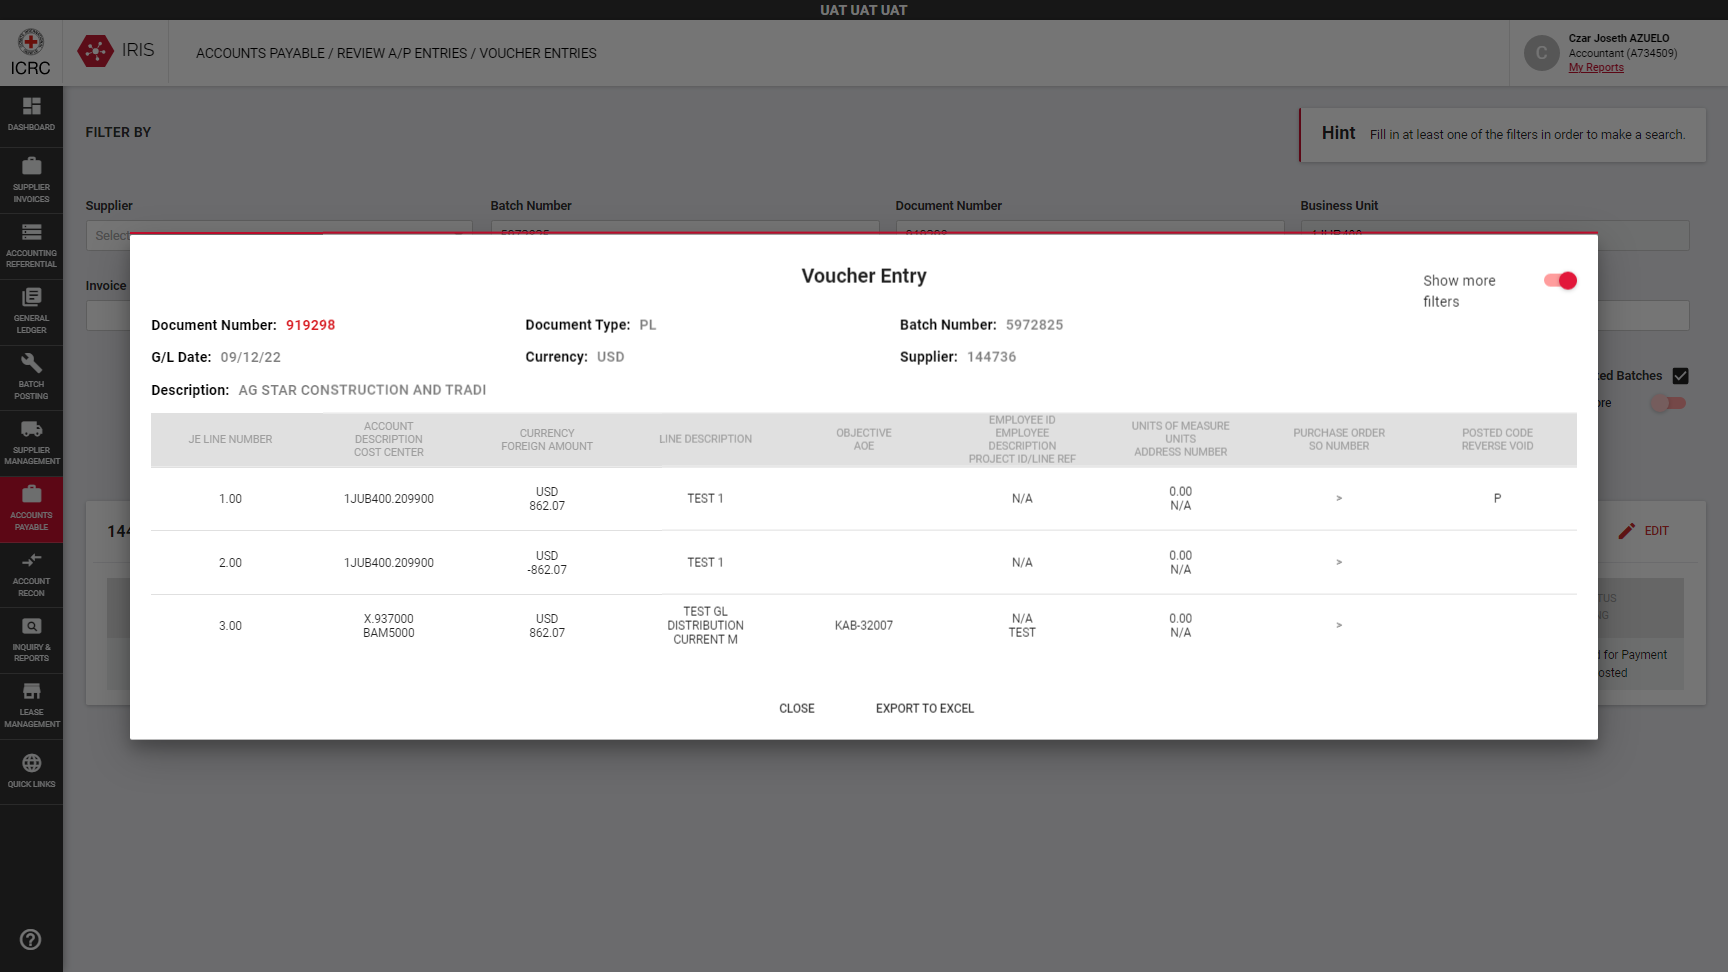 UAT UAT UAT
ICRC
IRIS
ACCOUNTS PAYABLE / REVIEW A/P ENTRIES / VOUCHER ENTRIES
C
Czar Joseth AZUELO
Accountant (A734509)
My Reports
DASHBOARD
SUPPLIER
INVOICES
ACCOUNTING
REFERENTIAL
GENERAL
LEDGER
BATCH
POSTING
SUPPLIER
MANAGEMENT
ACCOUNTS
PAYABLE
ACCOUNT
RECON
INQUIRY &
REPORTS
LEASE
MANAGEMENT
QUICK LINKS
FILTER BY
Hint Fill in at least one of the filters in order to make a search.
Supplier Batch Number Document Number Business Unit
Select
Invoice
Voucher Entry
Show more
filters
Document Number: 919298 Document Type: PL Batch Number: 5972825
G/L Date: 09/12/22 Currency: USD Supplier: 144736
Description: AG STAR CONSTRUCTION AND TRADI
JE LINE NUMBER
ACCOUNT
DESCRIPTION
COST CENTER
CURRENCY
FOREIGN AMOUNT
LINE DESCRIPTION
OBJECTIVE
AOE
EMPLOYEE ID
EMPLOYEE
DESCRIPTION
PROJECT ID/LINE REF
UNITS OF MEASURE
UNITS
ADDRESS NUMBER
PURCHASE ORDER
SO NUMBER
POSTED CODE
REVERSE VOID
1.00
1JUB400.209900
USD
862.07
TEST 1
N/A
0.00
N/A
>
P
2.00
1JUB400.209900
USD
-862.07
TEST 1
N/A
0.00
N/A
>
3.00
X.937000
BAM5000
USD
862.07
TEST GL
DISTRIBUTION
CURRENT M
KAB-32007
N/A
TEST
0.00
N/A
>
CLOSE EXPORT TO EXCEL
Batches
144
EDIT
for Payment